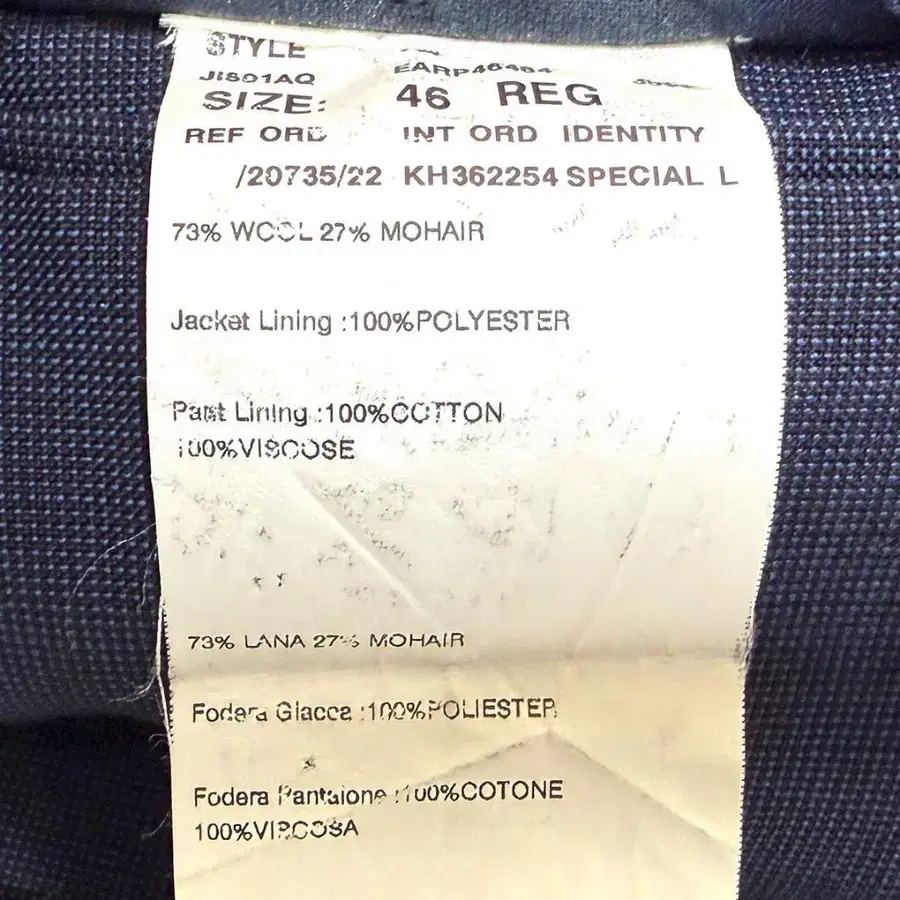 STYLE
JIS01AQ EARP46484
SIZE: 46 REG
REF ORD INT ORD IDENTITY
/20735/22 KH362254 SPECIAL L
73% WOOL 27% MOHAIR
Jacket Lining :100%POLYESTER
Pant Lining :100%COTTON
100%VISCOSE
73% LANA 27% MOHAIR
Fodera Giacca :100%POLIESTER
Fodera Pantalone :100%COTONE
100%VISCOSA